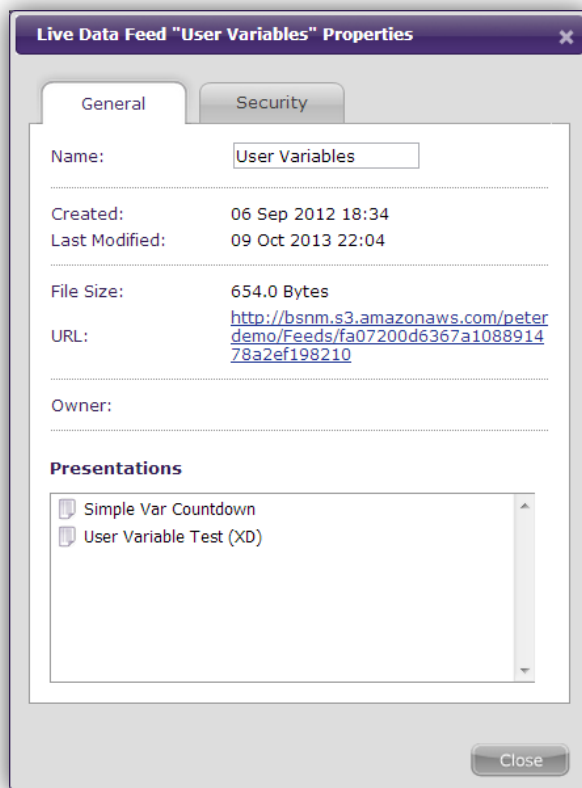 Live Data Feed "User Variables" Properties
General
Security
Name:
User Variables
Created:
06 Sep 2012 18:34
Last Modified:
09 Oct 2013 22:04
File Size:
654.0 Bytes
URL:
http://bsnm.s3.amazonaws.com/peter
demo/Feeds/fa07200d6367a1088914
78a2ef198210
Owner:
Presentations
Simple Var Countdown
User Variable Test (XD)
Close